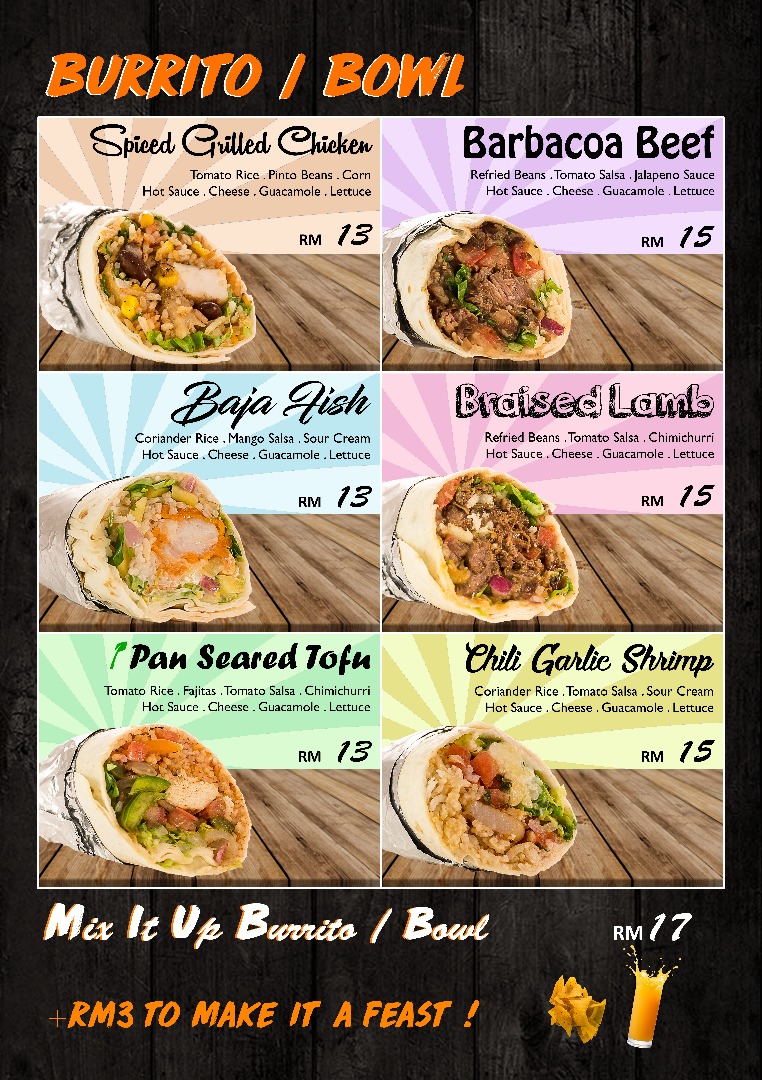 BURRITO / BOWL
Spiced Grilled Chicken
Tomato Rice . Pinto Beans . Corn
Hot Sauce . Cheese . Guacamole . Lettuce
RM 13
Barbacoa Beef
Refried Beans . Tomato Salsa . Jalapeno Sauce
Hot Sauce . Cheese . Guacamole . Lettuce
RM 15
Baja Fish
Coriander Rice . Mango Salsa . Sour Cream
Hot Sauce . Cheese . Guacamole . Lettuce
RM 13
Braised Lamb
Refried Beans . Tomato Salsa . Chimichurri
Hot Sauce . Cheese . Guacamole . Lettuce
RM 15
Pan Seared Tofu
Tomato Rice . Fajitas . Tomato Salsa . Chimichurri
Hot Sauce . Cheese . Guacamole . Lettuce
RM 13
Chili Garlic Shrimp
Coriander Rice . Tomato Salsa . Sour Cream
Hot Sauce . Cheese . Guacamole . Lettuce
RM 15
Mix It Up Burrito / Bowl RM 17
+RM3 TO MAKE IT A FEAST !